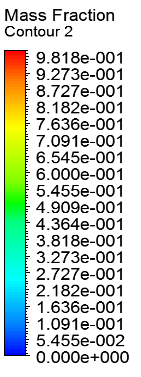 Mass Fraction
Contour 2
9.818e-001
9.273e-001
8.727e-001
8.182e-001
7.636e-001
7.091e-001
6.545e-001
6.000e-001
5.455e-001
4.909e-001
4.364e-001
3.818e-001
3.273e-001
2.727e-001
2.182e-001
1.636e-001
1.091e-001
5.455e-002
0.000e+000